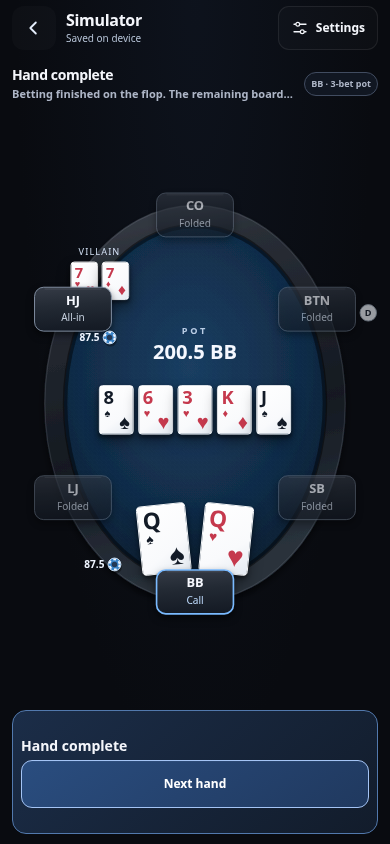 Simulator
Saved on device
Settings
Hand complete
Betting finished on the flop. The remaining board...
BB · 3-bet pot
CO
Folded
VILLAIN
7
7
HJ
All-in
87.5
BTN
Folded
D
POT
200.5 BB
8
6
3
K
J
LJ
Folded
SB
Folded
Q
Q
87.5
BB
Call
Hand complete
Next hand